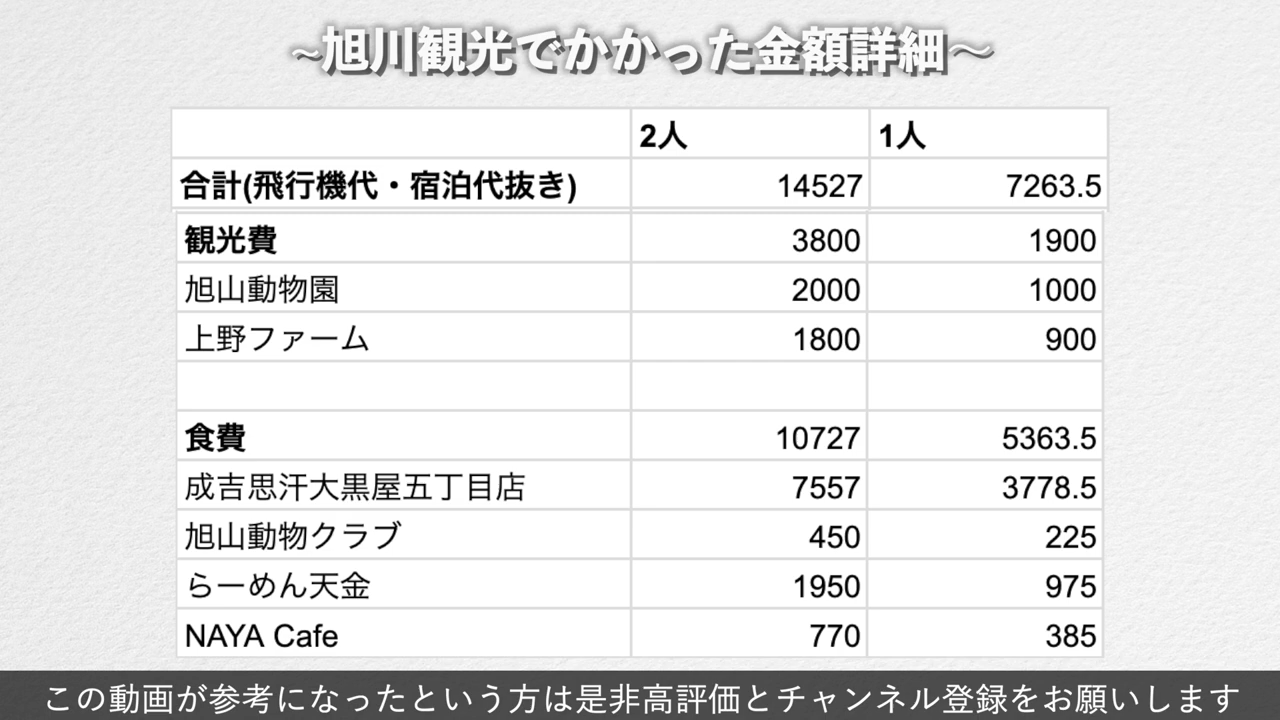 ~旭川観光でかかった金額詳細～
2人 1人
合計(飛行機代・宿泊代抜き) 14527 7263.5
観光費 3800 1900
旭山動物園 2000 1000
上野ファーム 1800 900
食費 10727 5363.5
成吉思汗大黒屋五丁目店 7557 3778.5
旭山動物クラブ 450 225
らーめん天金 1950 975
NAYA Cafe 770 385
この動画が参考になったという方は是非高評価とチャンネル登録をお願いします